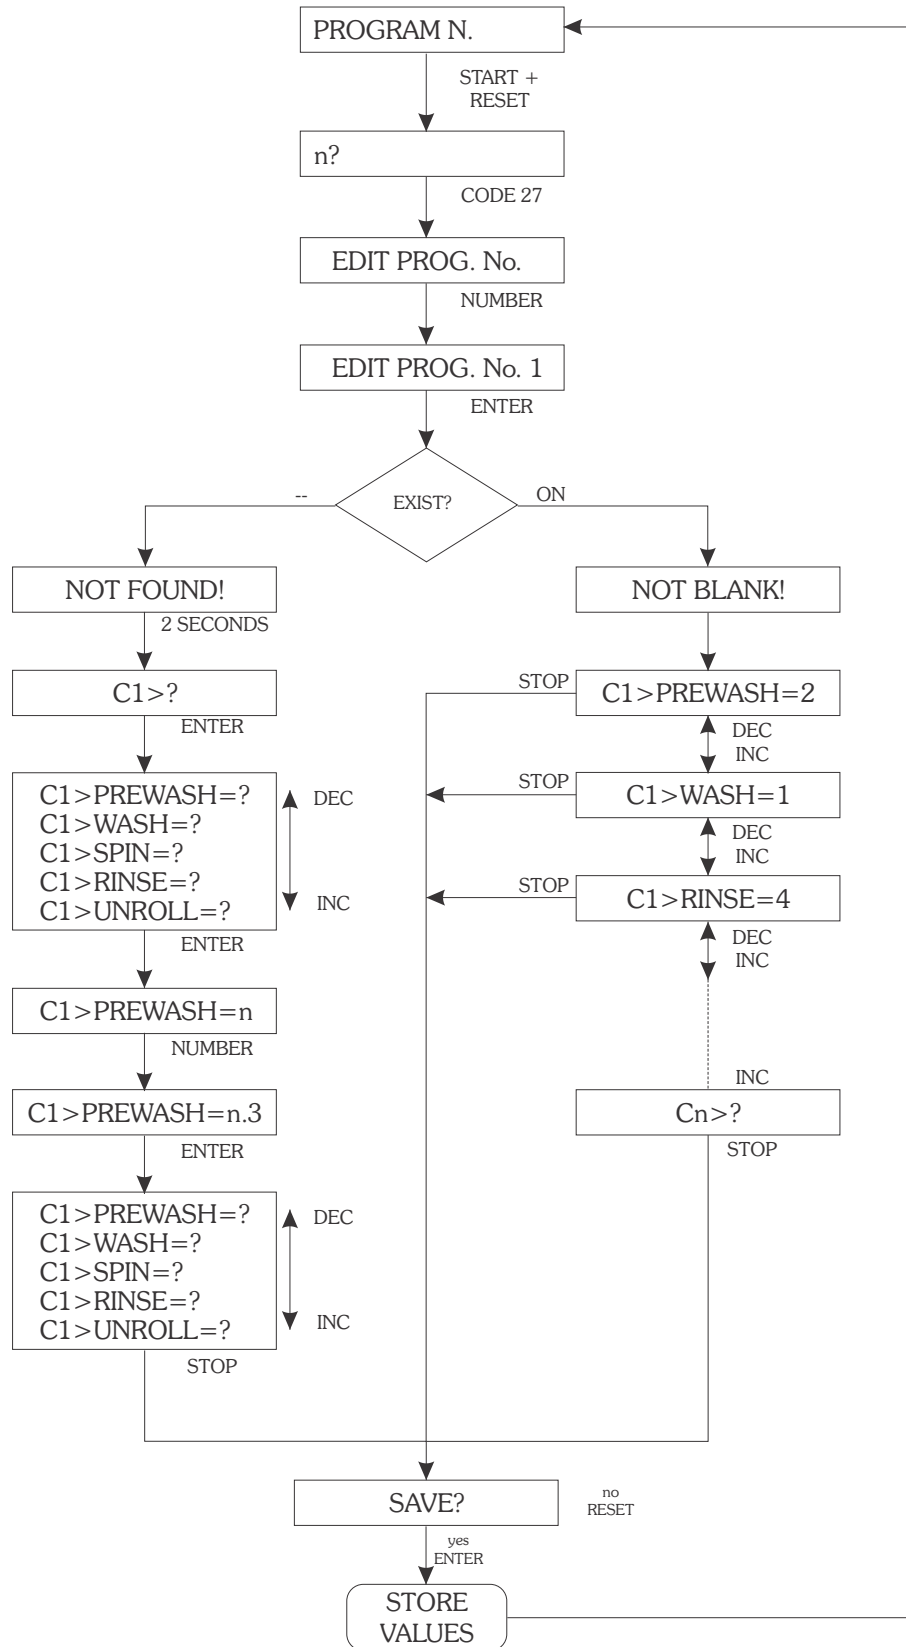 PROGRAM N.
START +
RESET
n?
CODE 27
EDIT PROG. No.
NUMBER
EDIT PROG. No. 1
ENTER
EXIST?
--
ON
NOT FOUND!
2 SECONDS
C1>?
ENTER
C1>PREWASH=?
C1>WASH=?
C1>SPIN=?
C1>RINSE=?
C1>UNROLL=?
DEC
INC
ENTER
C1>PREWASH=n
NUMBER
C1>PREWASH=n.3
ENTER
C1>PREWASH=?
C1>WASH=?
C1>SPIN=?
C1>RINSE=?
C1>UNROLL=?
DEC
INC
STOP
NOT BLANK!
STOP
C1>PREWASH=2
DEC
INC
STOP
C1>WASH=1
DEC
INC
STOP
C1>RINSE=4
DEC
INC
INC
Cn>?
STOP
SAVE?
no
RESET
yes
ENTER
STORE
VALUES